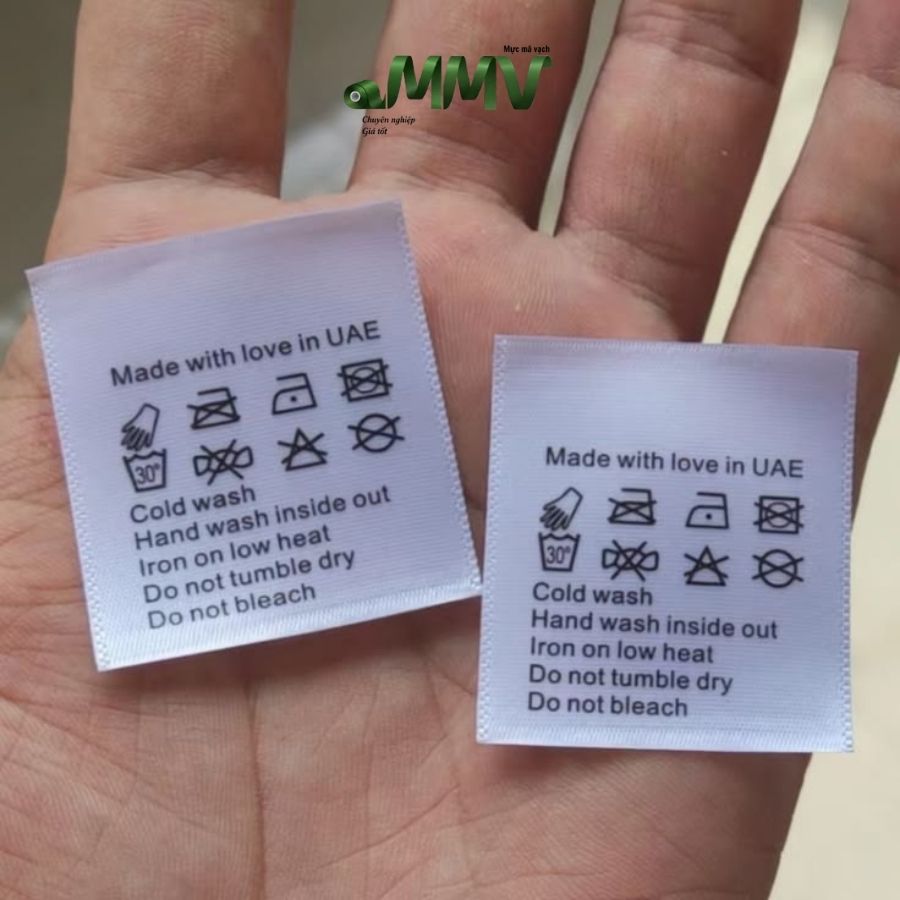 Mực mã vạch
MMV
Chuyên nghiệp
Giá tốt
Made with love in UAE
30°
Cold wash
Hand wash inside out
Iron on low heat
Do not tumble dry
Do not bleach
Made with love in UAE
30°
Cold wash
Hand wash inside out
Iron on low heat
Do not tumble dry
Do not bleach